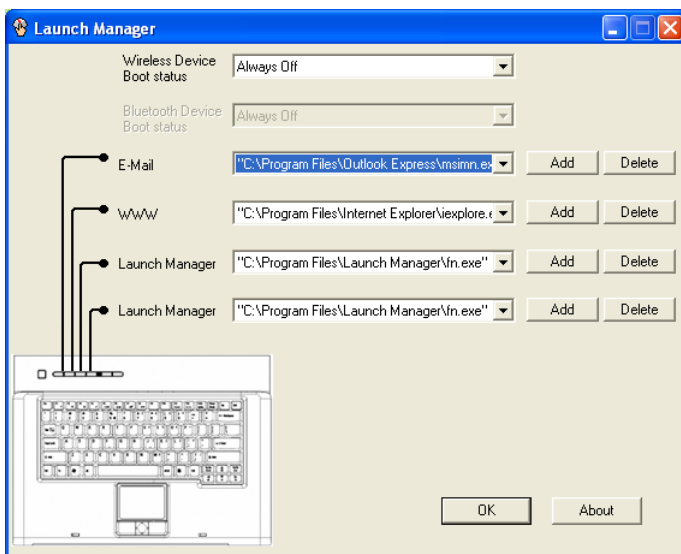 Launch Manager
Wireless Device
Boot status
Always Off
Bluetooth Device
Boot status
Always Off
E-Mail
"C:\Program Files\Outlook Express\msimn.ex
Add
Delete
WWW
"C:\Program Files\Internet Explorer\iexplore.e
Add
Delete
Launch Manager
"C:\Program Files\Launch Manager\fn.exe"
Add
Delete
Launch Manager
"C:\Program Files\Launch Manager\fn.exe"
Add
Delete
OK
About